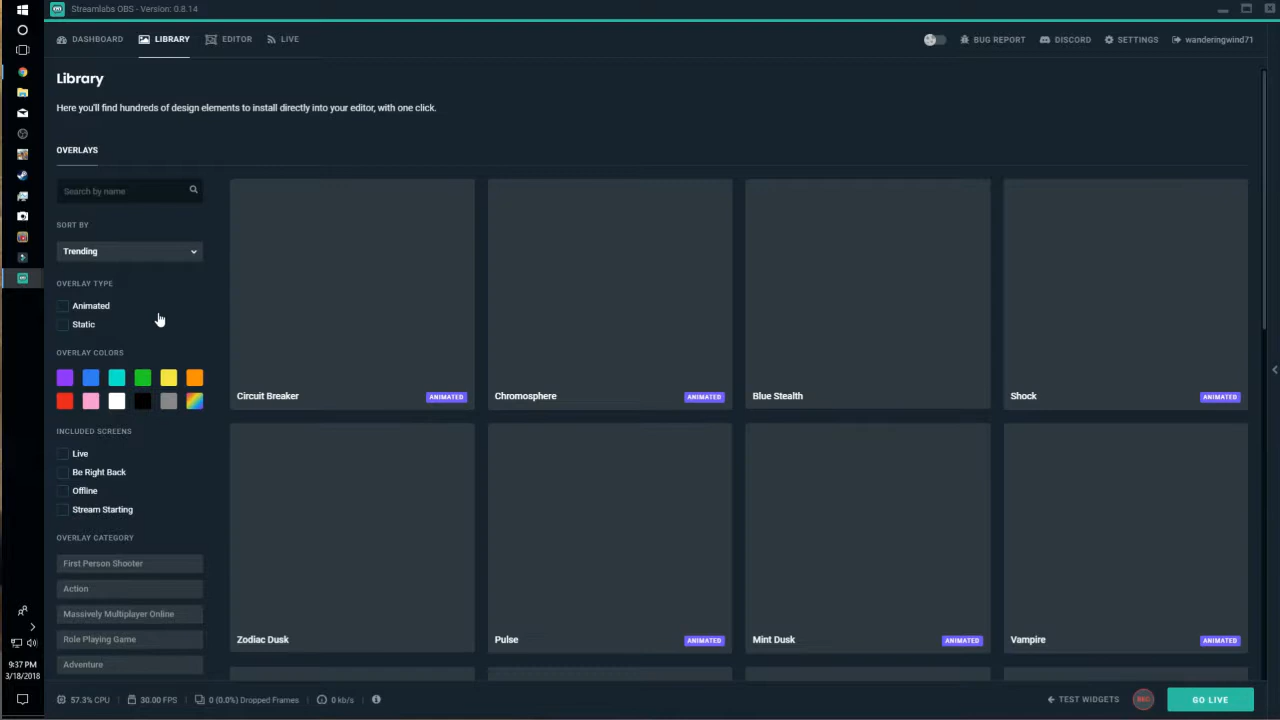 Streamlabs OBS - Version: 0.8.14
DASHBOARD LIBRARY EDITOR LIVE BUG REPORT DISCORD SETTINGS wanderingwind71
Library
Here you'll find hundreds of design elements to install directly into your editor, with one click.
OVERLAYS
Search by name
SORT BY
Trending
OVERLAY TYPE
Animated
Static
OVERLAY COLORS
Circuit Breaker ANIMATED Chromosphere ANIMATED Blue Stealth Shock ANIMATED
INCLUDED SCREENS
Live
Be Right Back
Offline
Stream Starting
OVERLAY CATEGORY
First Person Shooter
Action
Massively Multiplayer Online
Role Playing Game
Adventure
Zodiac Dusk Pulse ANIMATED Mint Dusk ANIMATED Vampire ANIMATED
9:37 PM
3/18/2018
57.3% CPU 30.00 FPS 0 (0.0%) Dropped Frames 0 kb/s TEST WIDGETS REC GO LIVE